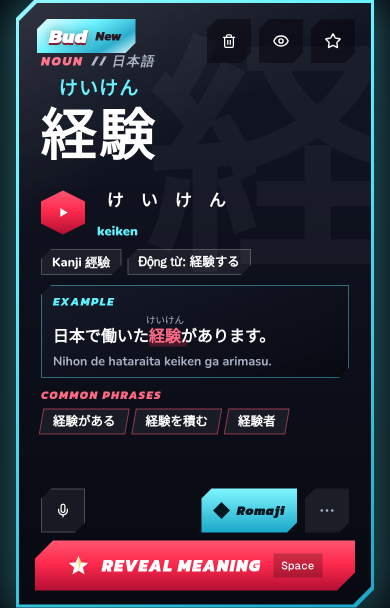 Bud New
NOUN // 日本語
けいけん
経験
けいけん
keiken
Kanji 經驗
Động từ: 経験する
EXAMPLE
けいけん
日本で働いた経験があります。
Nihon de hataraita keiken ga arimasu.
COMMON PHRASES
経験がある
経験を積む
経験者
Romaji
REVEAL MEANING Space